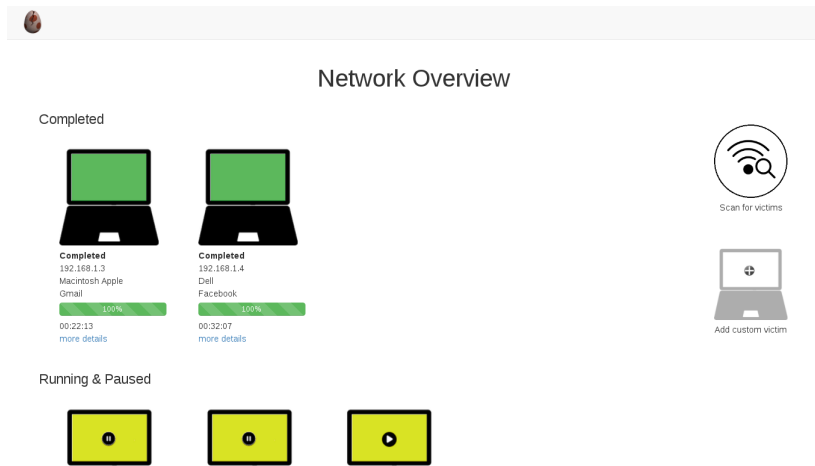 Network Overview
Completed
Completed
192.168.1.3
Macintosh Apple
Gmail
100%
00:22:13
more details
Completed
192.168.1.4
Dell
Facebook
100%
00:32:07
more details
Scan for victims
Add custom victim
Running & Paused